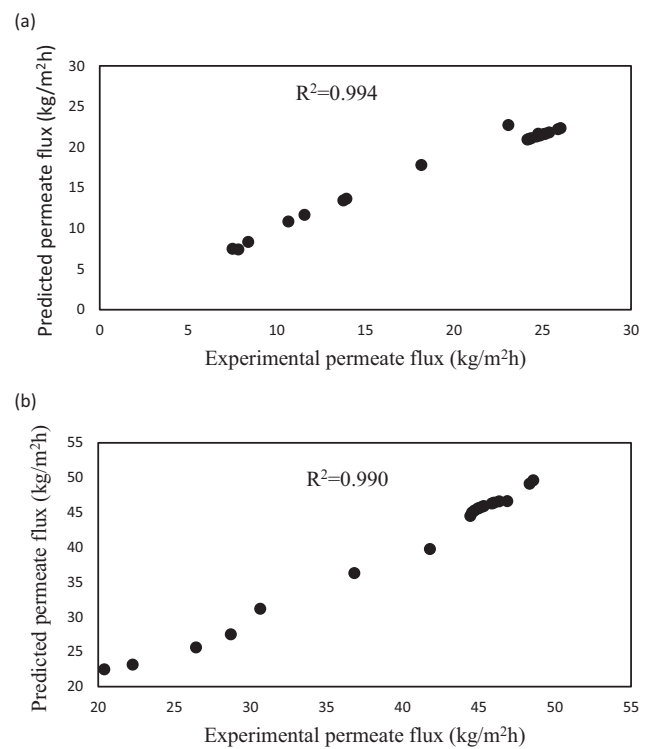 (a)
30
R²=0.994
25
20
15
10
5
0
0 5 10 15 20 25 30
Predicted permeate flux (kg/m²h)
Experimental permeate flux (kg/m²h)
(b)
55
R²=0.990
50
45
40
35
30
25
20
20 25 30 35 40 45 50 55
Predicted permeate flux (kg/m²h)
Experimental permeate flux (kg/m²h)